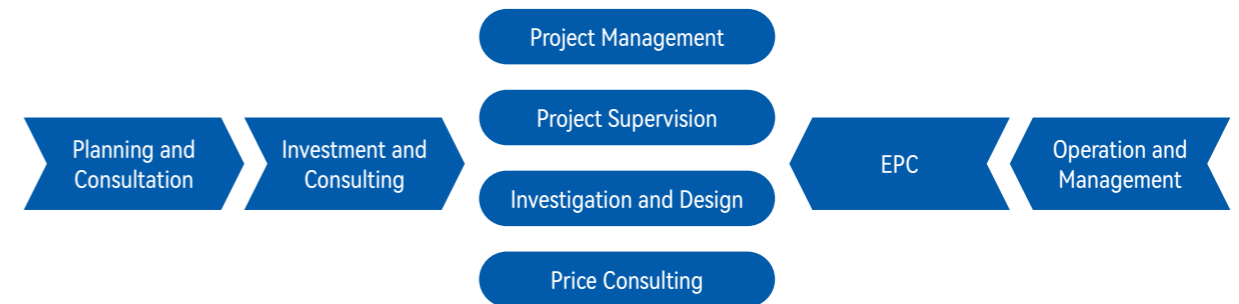 Planning and
Consultation
Investment and
Consulting
Project Management
Project Supervision
Investigation and Design
Price Consulting
EPC
Operation and
Management